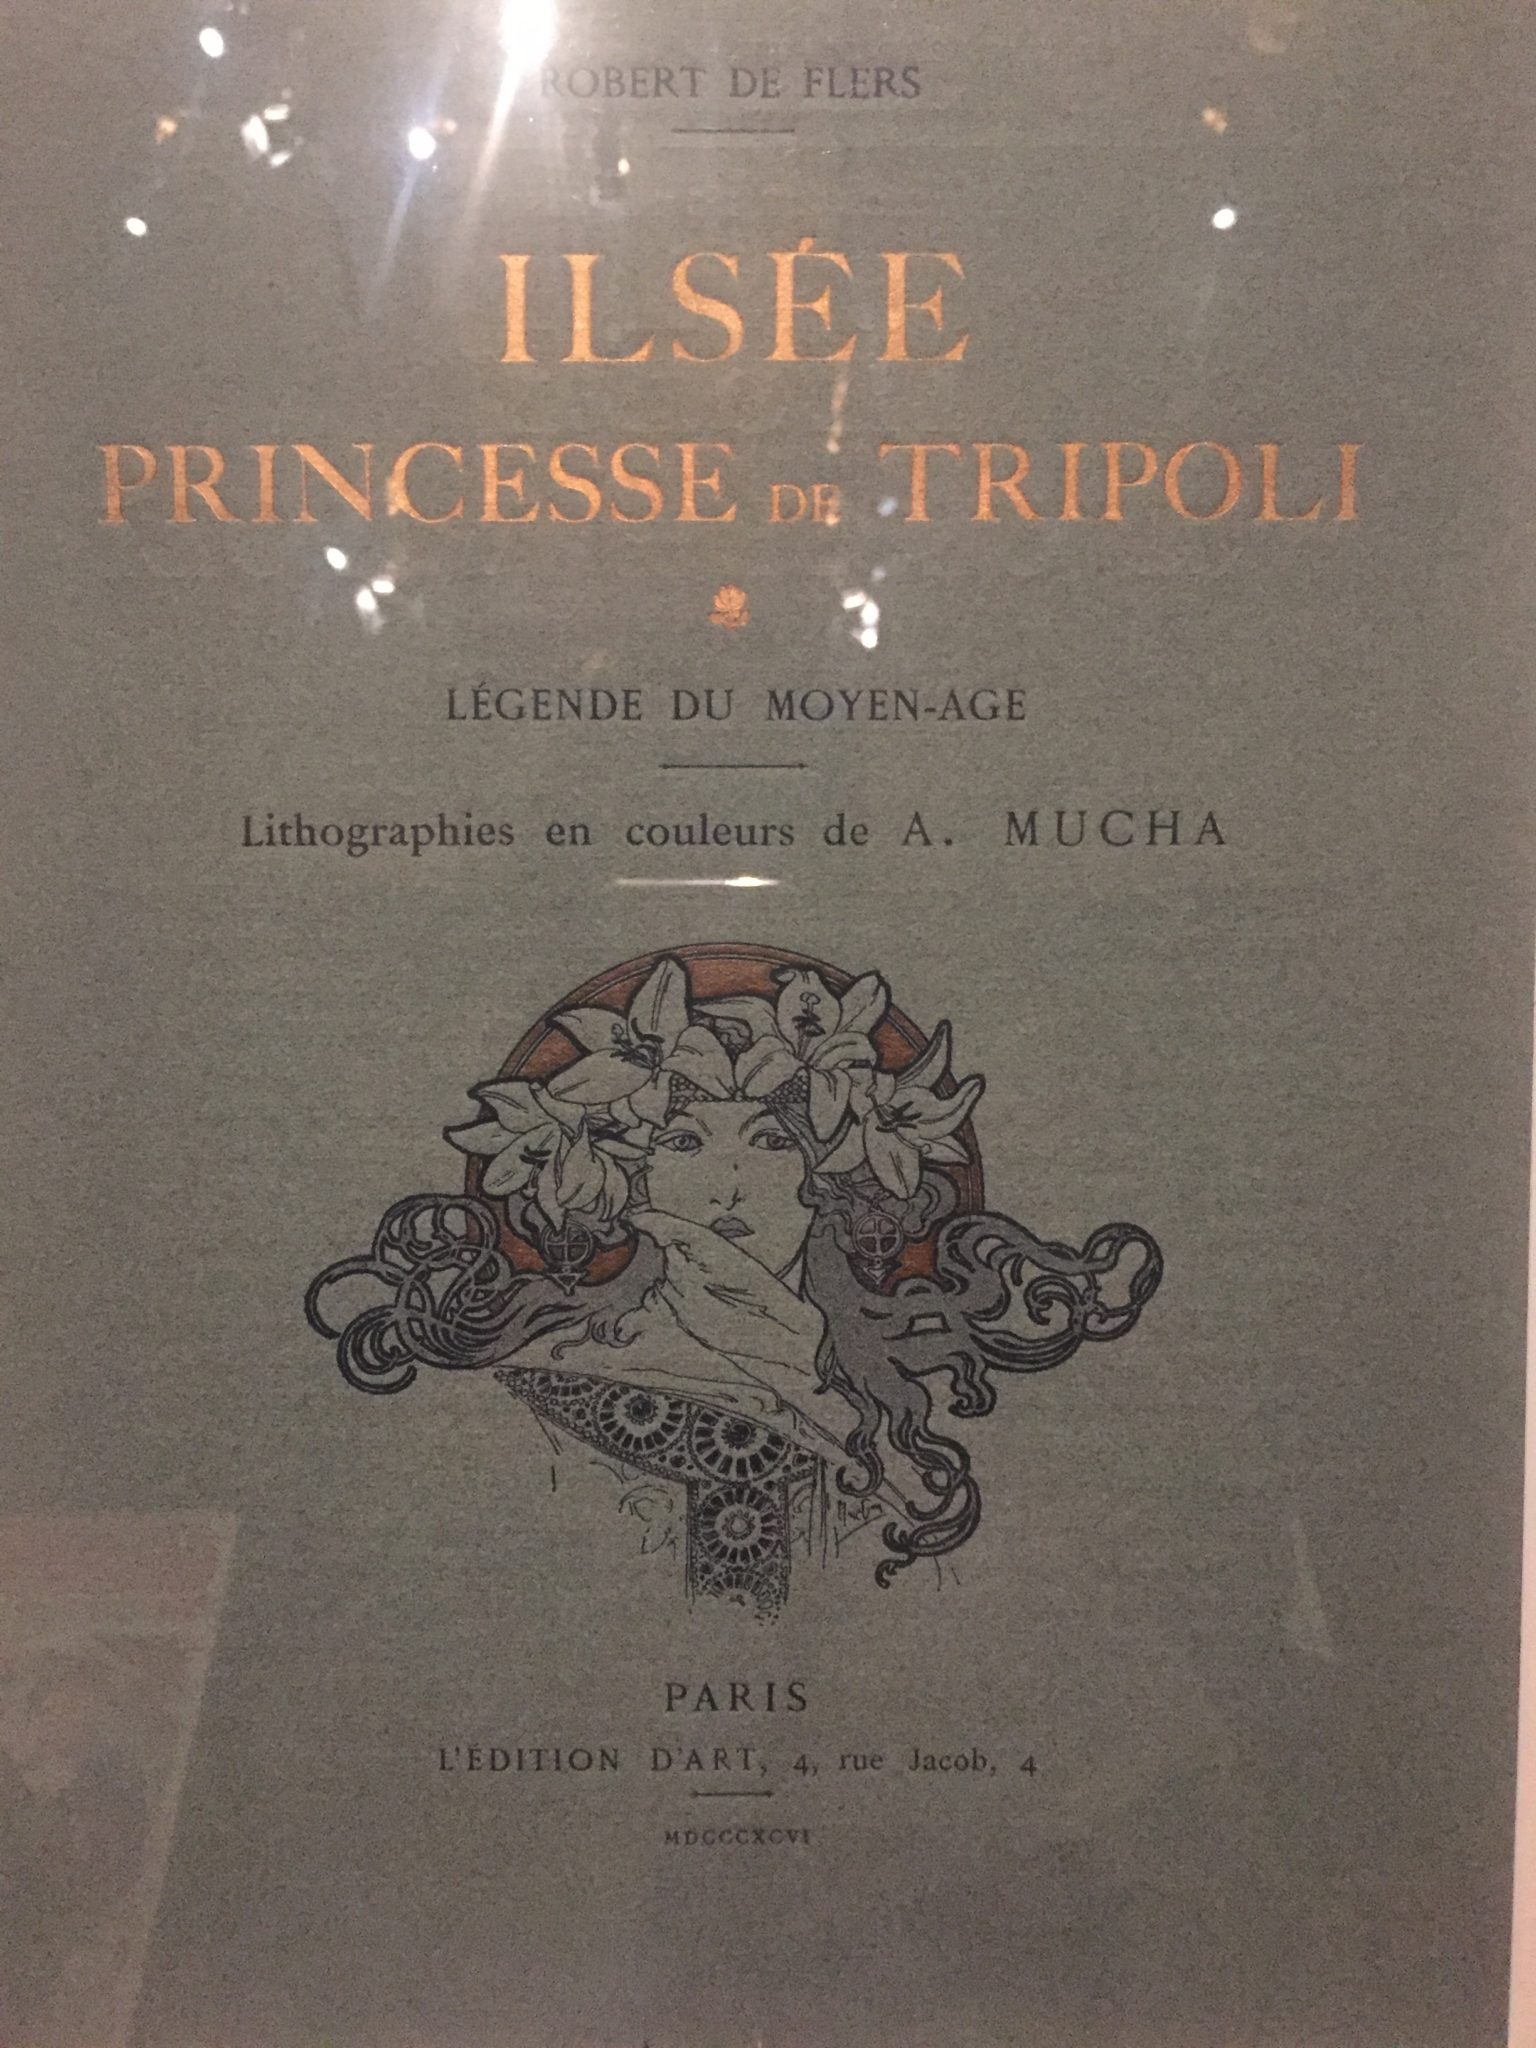 ROBERT DE FLERS
ILSÉE
PRINCESSE DE TRIPOLI
LÉGENDE DU MOYEN-AGE
Lithographies en couleurs de A. MUCHA
Mucha
PARIS
L'ÉDITION D'ART, 4, rue Jacob, 4
MDCCCXCVI